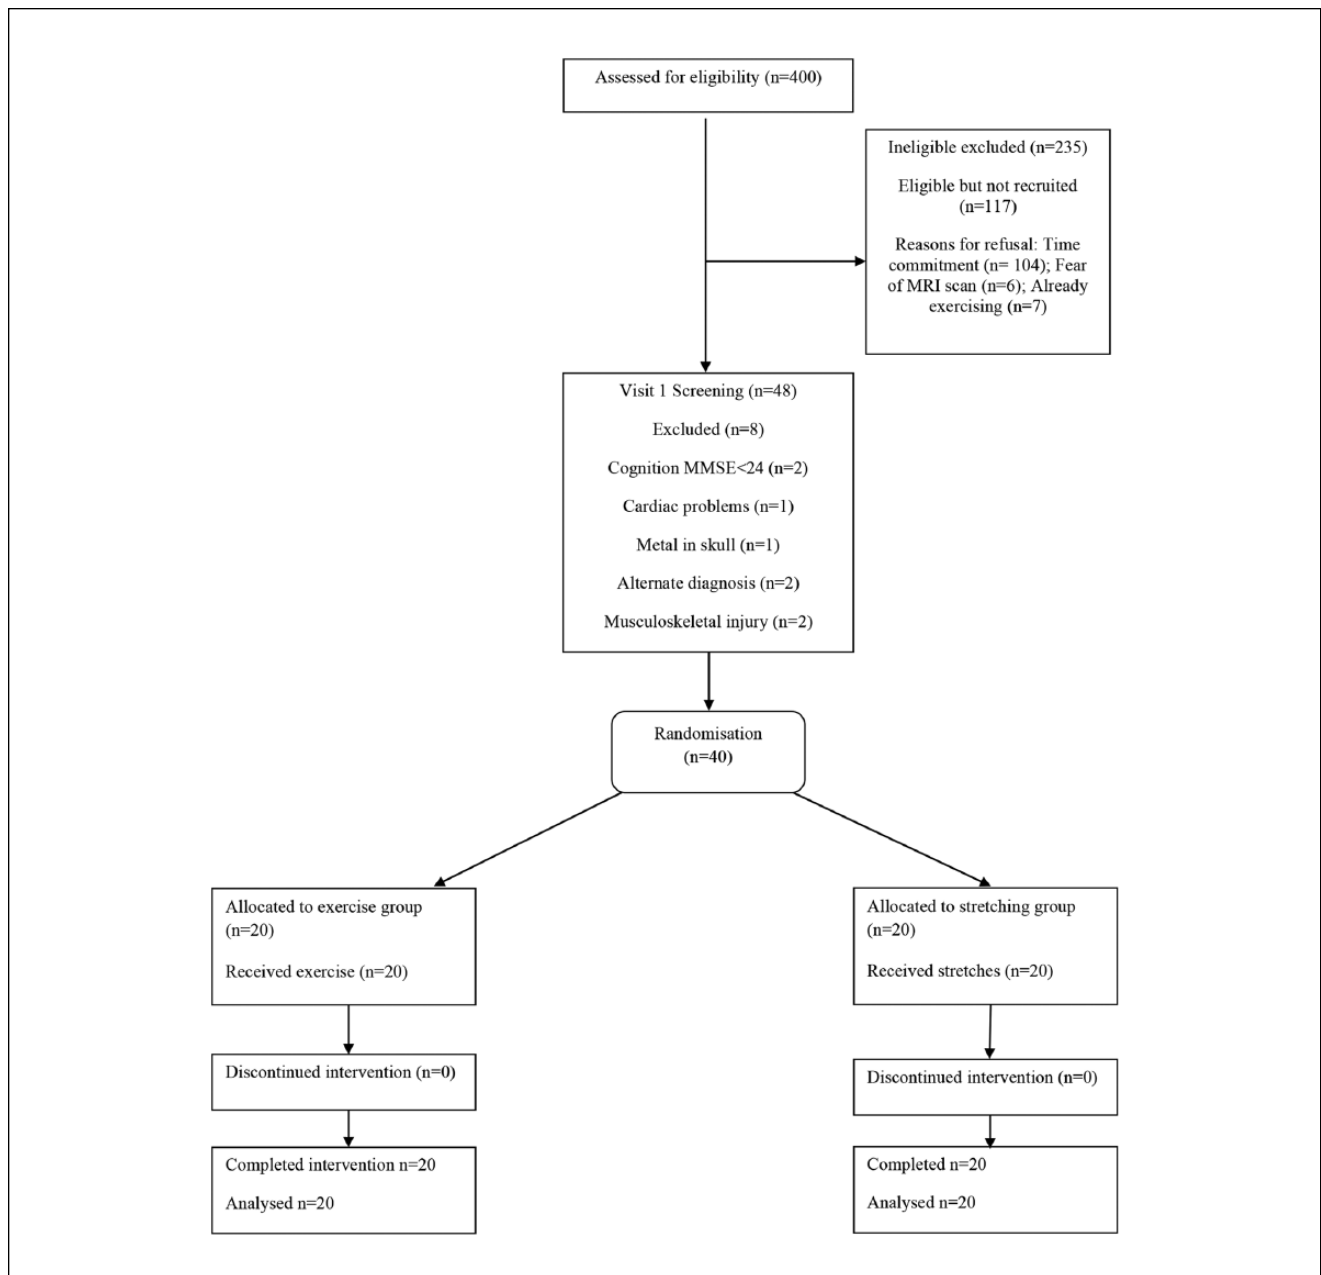 Assessed for eligibility (n=400)
Ineligible excluded (n=235)
Eligible but not recruited
(n=117)
Reasons for refusal: Time
commitment (n= 104); Fear
of MRI scan (n=6); Already
exercising (n=7)
Visit 1 Screening (n=48)
Excluded (n=8)
Cognition MMSE<24 (n=2)
Cardiac problems (n=1)
Metal in skull (n=1)
Alternate diagnosis (n=2)
Musculoskeletal injury (n=2)
Randomisation
(n=40)
Allocated to exercise group
(n=20)
Received exercise (n=20)
Allocated to stretching group
(n=20)
Received stretches (n=20)
Discontinued intervention (n=0)
Discontinued intervention (n=0)
Completed intervention n=20
Analysed n=20
Completed n=20
Analysed n=20